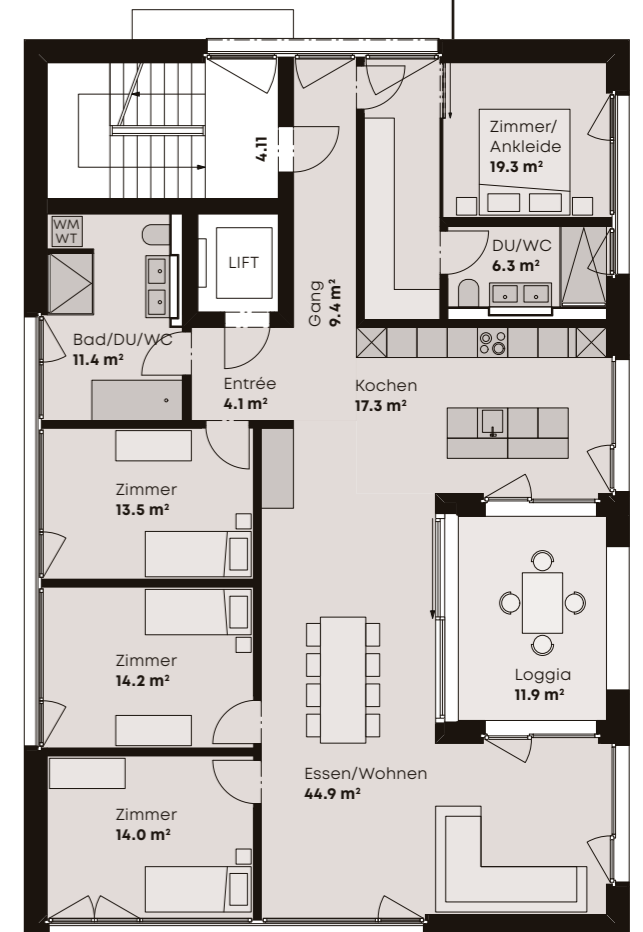 Zimmer/
Ankleide
19.3 m²
4.11
WM
WT
LIFT
DU/WC
6.3 m²
Gang
9.4 m²
Bad/DU/WC
11.4 m²
Entrée
4.1 m²
Kochen
17.3 m²
Zimmer
13.5 m²
Zimmer
14.2 m²
Loggia
11.9 m²
Essen/Wohnen
44.9 m²
Zimmer
14.0 m²